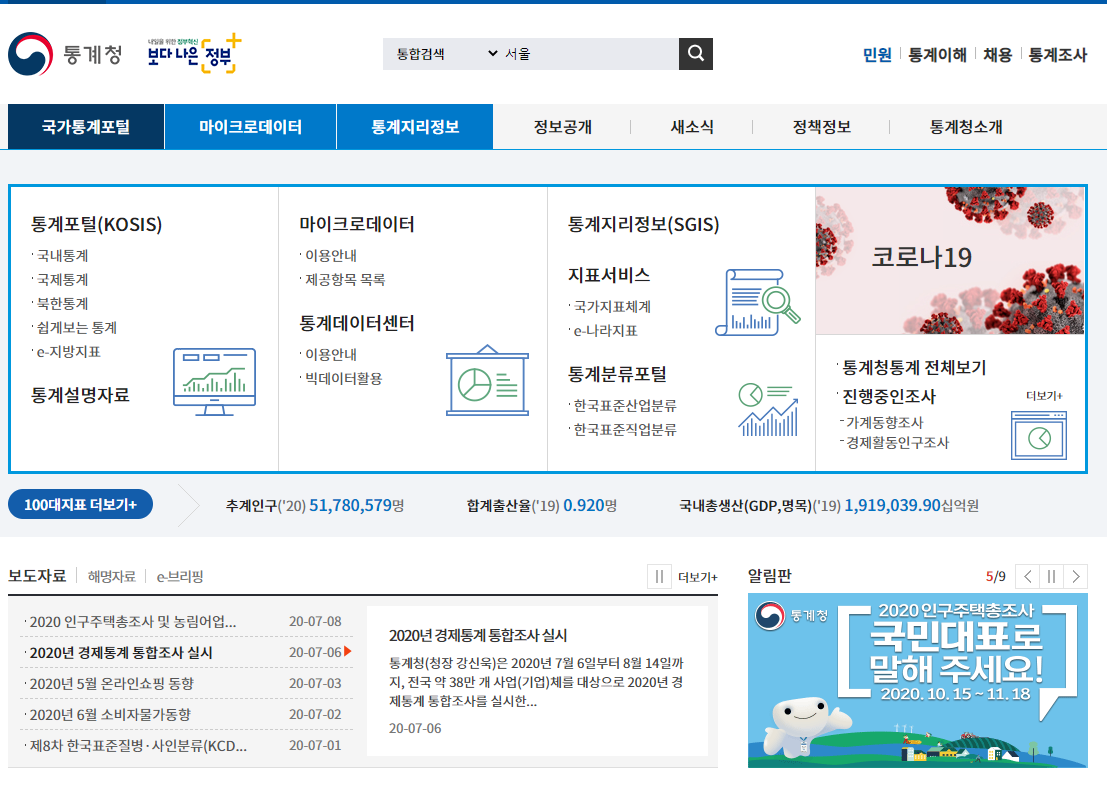 통계청
내일을 위한 정부혁신
보다 나은 정부
통합검색 서울
민원 통계이해 채용 통계조사
국가통계포털 마이크로데이터 통계지리정보 정보공개 새소식 정책정보 통계청소개
통계포털(KOSIS)
· 국내통계
· 국제통계
· 북한통계
· 쉽게보는 통계
· e-지방지표
통계설명자료
마이크로데이터
· 이용안내
· 제공항목 목록
통계데이터센터
· 이용안내
· 빅데이터활용
통계지리정보(SGIS)
지표서비스
· 국가지표체계
· e-나라지표
통계분류포털
· 한국표준산업분류
· 한국표준직업분류
코로나19
· 통계청통계 전체보기
· 진행중인조사
더보기+
- 가계동향조사
- 경제활동인구조사
100대지표 더보기+
추계인구('20) 51,780,579명 합계출산율('19) 0.920명 국내총생산(GDP,명목)('19) 1,919,039.90십억원
보도자료 해명자료 e-브리핑 더보기+
· 2020 인구주택총조사 및 농림어업... 20-07-08
· 2020년 경제통계 통합조사 실시 20-07-06
· 2020년 5월 온라인쇼핑 동향 20-07-03
· 2020년 6월 소비자물가동향 20-07-02
· 제8차 한국표준질병·사인분류(KCD... 20-07-01
2020년 경제통계 통합조사 실시
통계청(청장 강신욱)은 2020년 7월 6일부터 8월 14일까
지, 전국 약 38만 개 사업(기업)체를 대상으로 2020년 경
제통계 통합조사를 실시한...
20-07-06
알림판 5/9
통계청
2020 인구주택총조사
국민대표로
말해 주세요!
2020. 10. 15 ~ 11. 18